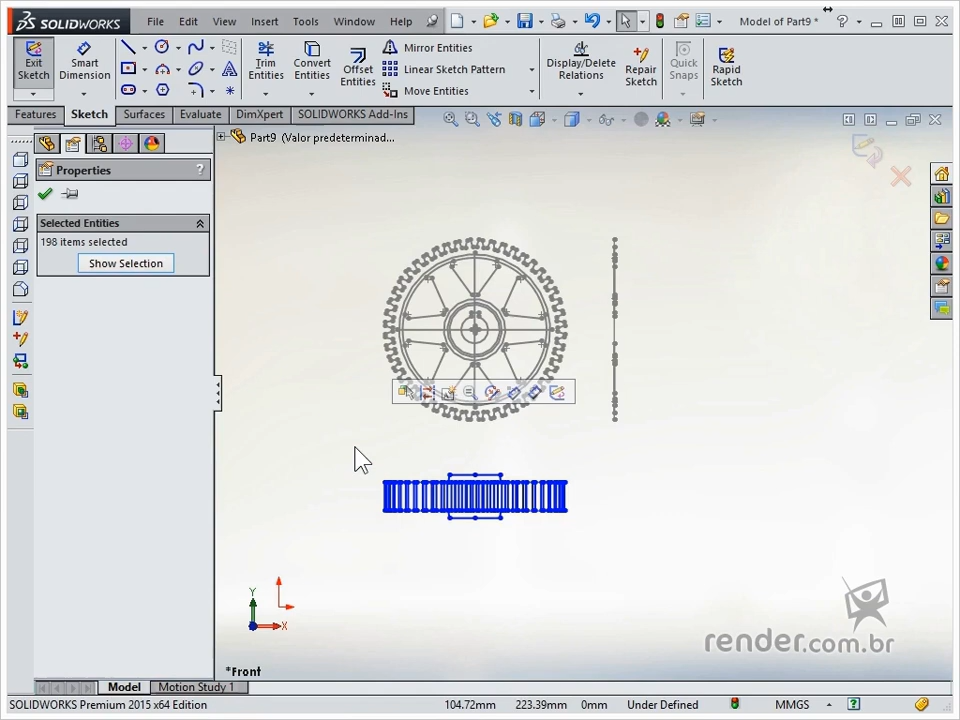 SOLIDWORKS File Edit View Insert Tools Window Help Model of Part9 *
Exit Sketch
Smart Dimension
Trim Entities
Convert Entities
Offset Entities
Mirror Entities
Linear Sketch Pattern
Move Entities
Display/Delete Relations
Repair Sketch
Quick Snaps
Rapid Sketch
Features Sketch Surfaces Evaluate DimXpert SOLIDWORKS Add-Ins
Part9 (Valor predeterminad...
Properties ?
Selected Entities
198 items selected
Show Selection
Y
X
*Front
render.com.br
Model Motion Study 1
SOLIDWORKS Premium 2015 x64 Edition 104.72mm 223.39mm 0mm Under Defined MMGS